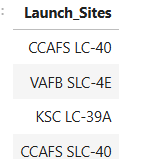 :
Launch_Sites
CCAFS LC-40
VAFB SLC-4E
KSC LC-39A
CCAFS SLC-40